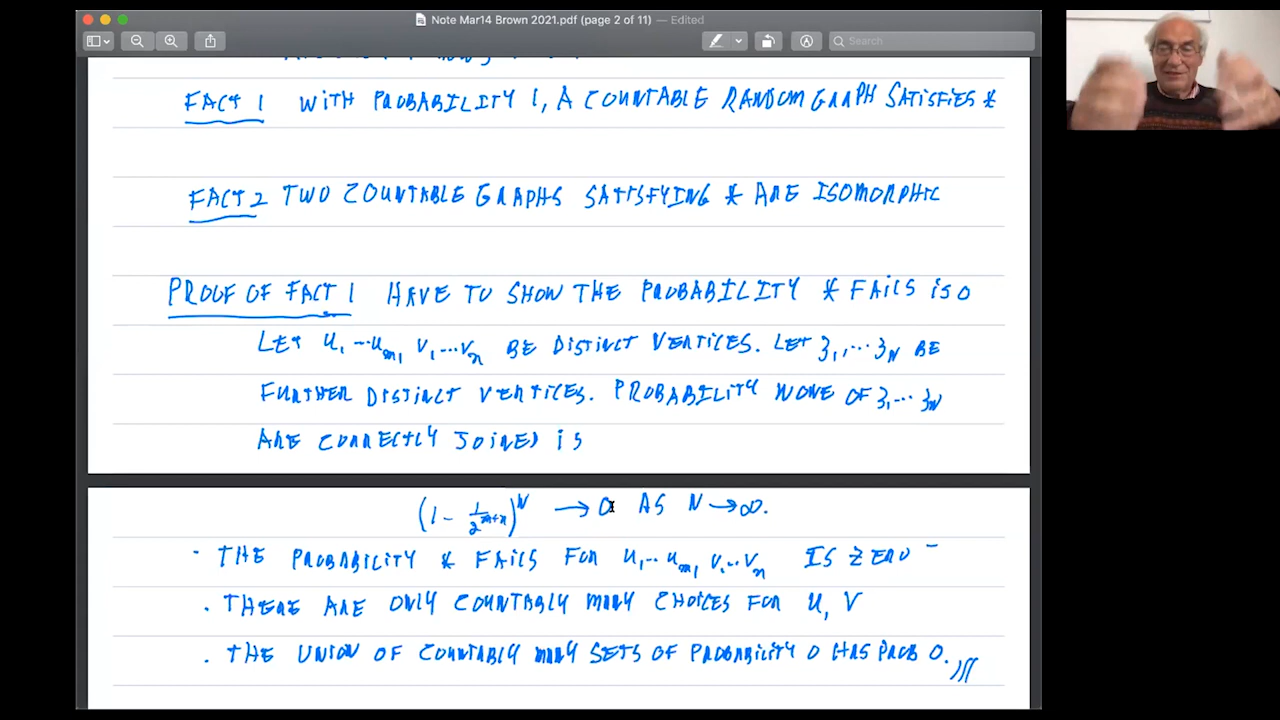 Note Mar14 Brown 2021.pdf (page 2 of 11) — Edited
Search
FACT 1 WITH PROBABILITY 1, A COUNTABLE RANDOM GRAPH SATISFIES *
FACT 2 TWO COUNTABLE GRAPHS SATISFYING * ARE ISOMORPHIC
PROOF OF FACT 1 HAVE TO SHOW THE PROBABILITY * FAILS IS 0
LET u₁ ... uₘ, v₁ ... vₙ BE DISTINCT VERTICES. LET z₁, ... z_N BE
FURTHER DISTINCT VERTICES. PROBABILITY NONE OF z₁, ... z_N
ARE CORRECTLY JOINED IS
(1 - 1/2^(m+n))^N → 0 AS N → ∞.
· THE PROBABILITY * FAILS FOR u₁ ... uₘ, v₁ ... vₙ IS ZERO
· THERE ARE ONLY COUNTABLY MANY CHOICES FOR U, V
· THE UNION OF COUNTABLY MANY SETS OF PROBABILITY 0 HAS PROB 0. ///